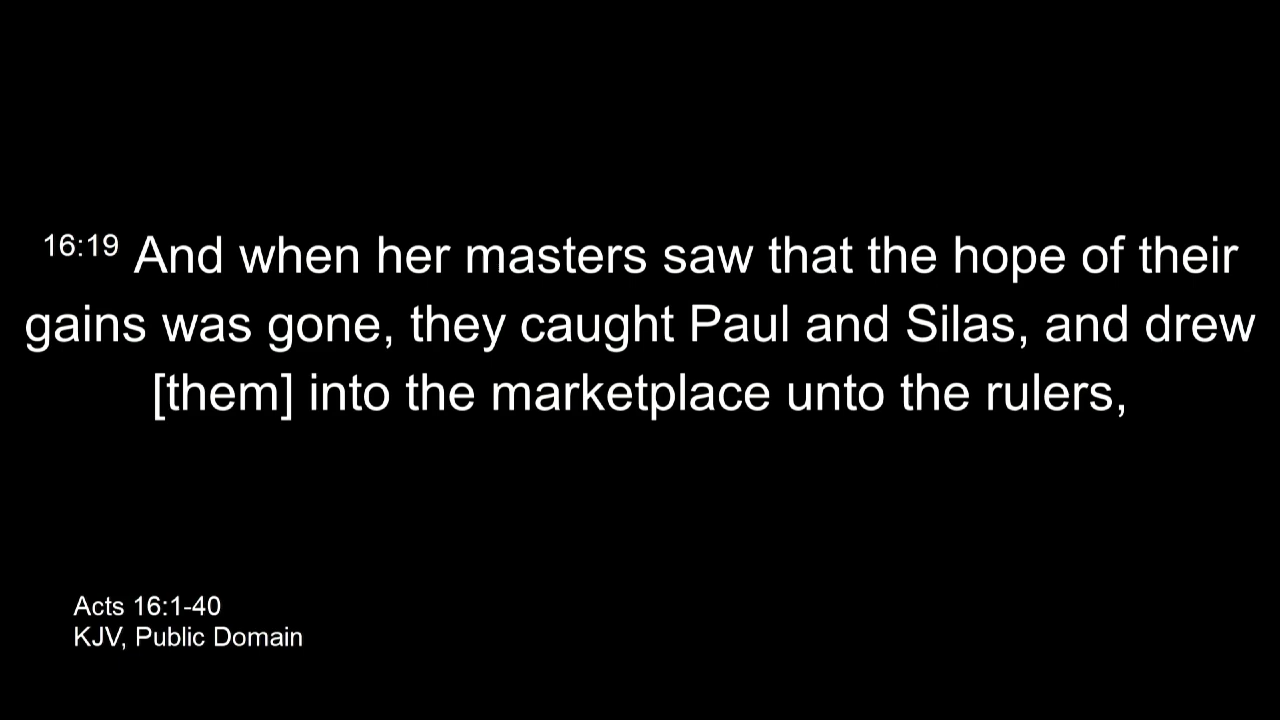 16:19 And when her masters saw that the hope of their
gains was gone, they caught Paul and Silas, and drew
[them] into the marketplace unto the rulers,
Acts 16:1-40
KJV, Public Domain